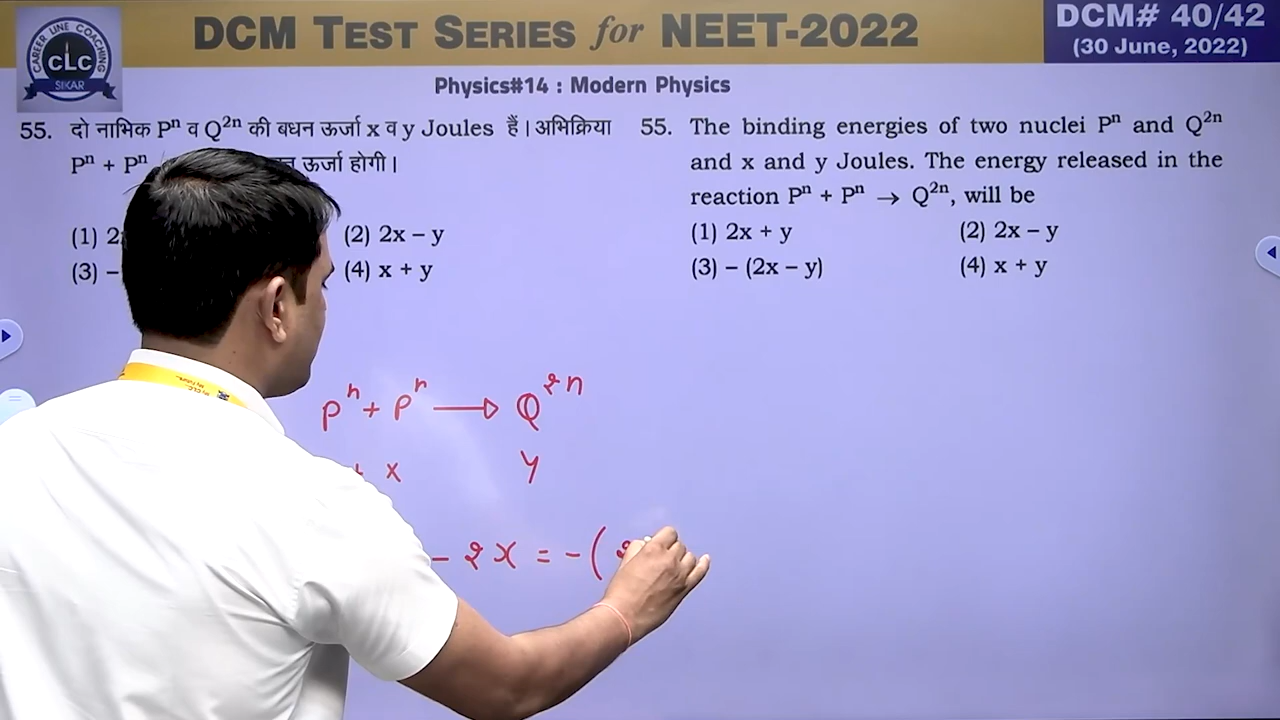 CAREER LINE COACHING
CLC
SIKAR
DCM TEST SERIES for NEET-2022
DCM# 40/42
(30 June, 2022)
Physics#14 : Modern Physics
55. दो नाभिक Pⁿ व Q²ⁿ की बधन ऊर्जा x व y Joules हैं। अभिक्रिया
Pⁿ + Pⁿ ऊर्जा होगी।
(1) 2 (2) 2x – y
(3) – (4) x + y
55. The binding energies of two nuclei Pⁿ and Q²ⁿ
and x and y Joules. The energy released in the
reaction Pⁿ + Pⁿ → Q²ⁿ, will be
(1) 2x + y (2) 2x – y
(3) – (2x – y) (4) x + y
Pⁿ + Pⁿ → Q²ⁿ
x y
– 2x = – (